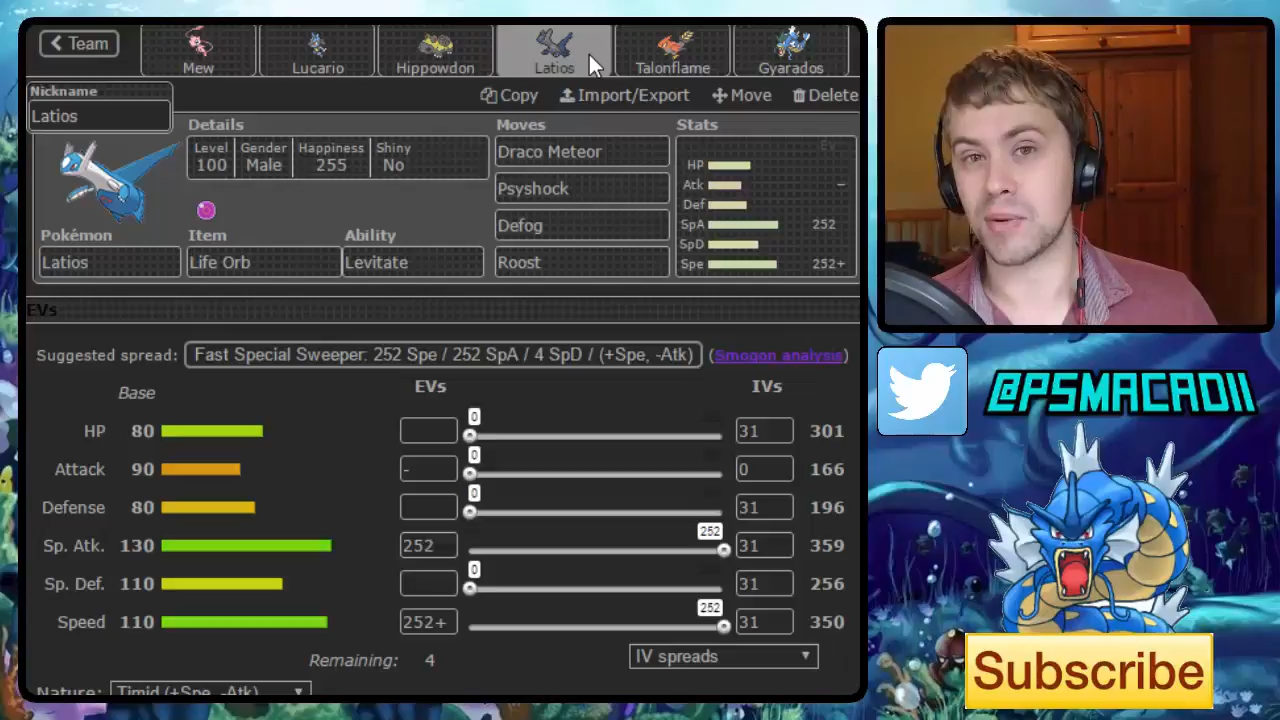 Team
Mew
Lucario
Hippowdon
Latios
Talonflame
Gyarados
Copy
Import/Export
Move
Delete
Nickname
Latios
Details
Level
100
Gender
Male
Happiness
255
Shiny
No
Pokémon
Latios
Item
Life Orb
Ability
Levitate
Moves
Draco Meteor
Psyshock
Defog
Roost
Stats
EV
HP
Atk –
Def
SpA 252
SpD
Spe 252+
EVs
Suggested spread: Fast Special Sweeper: 252 Spe / 252 SpA / 4 SpD / (+Spe, -Atk) (Smogon analysis)
Base EVs IVs
HP 80 0 31 301
Attack 90 - 0 0 166
Defense 80 0 31 196
Sp. Atk. 130 252 252 31 359
Sp. Def. 110 0 31 256
Speed 110 252+ 252 31 350
Remaining: 4
IV spreads
Nature: Timid (+Spe, -Atk)
@PSMACADII
Subscribe